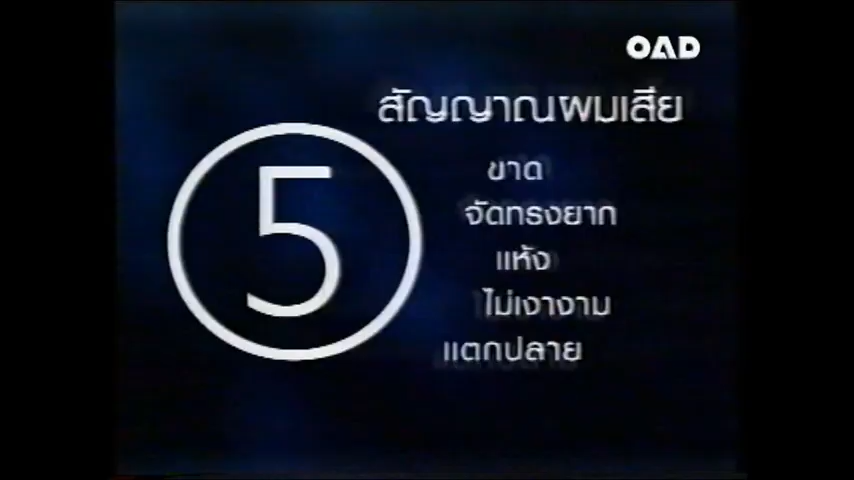 OAD
5
สัญญาณผมเสีย
ขาด
จัดทรงยาก
แห้ง
ไม่เงางาม
แตกปลาย